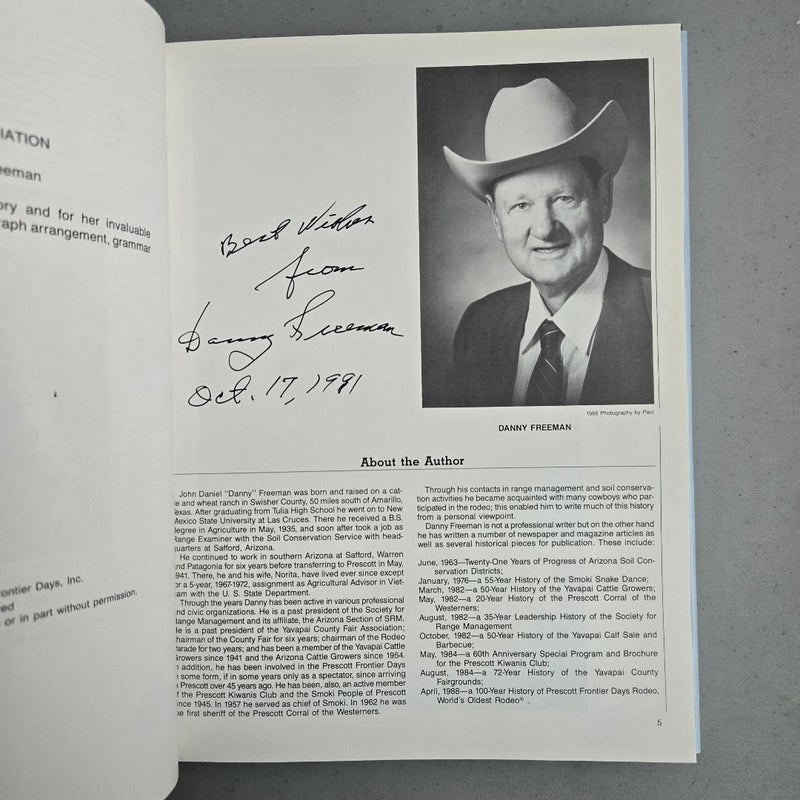 IATION
eeman
ory and for her invaluable
raph arrangement, grammar
rontier Days, Inc.
ed
or in part without permission.
Best Wishes
from
Danny Freeman
Oct. 17, 1991
1985 Photography by Paul
DANNY FREEMAN
About the Author
John Daniel "Danny" Freeman was born and raised on a cat-
le and wheat ranch in Swisher County, 50 miles south of Amarillo,
Texas. After graduating from Tulia High School he went on to New
Mexico State University at Las Cruces. There he received a B.S.
degree in Agriculture in May, 1935, and soon after took a job as
Range Examiner with the Soil Conservation Service with head-
quarters at Safford, Arizona.
He continued to work in southern Arizona at Safford, Warren
and Patagonia for six years before transferring to Prescott in May,
1941. There, he and his wife, Norita, have lived ever since except
or a 5-year, 1967-1972, assignment as Agricultural Advisor in Viet-
am with the U. S. State Department.
Through the years Danny has been active in various professional
nd civic organizations. He is a past president of the Society for
Range Management and its affiliate, the Arizona Section of SRM.
He is a past president of the Yavapai County Fair Association;
chairman of the County Fair for six years; chairman of the Rodeo
Parade for two years; and has been a member of the Yavapai Cattle
Growers since 1941 and the Arizona Cattle Growers since 1954.
n addition, he has been involved in the Prescott Frontier Days
n some form, if in some years only as a spectator, since arriving
n Prescott over 45 years ago. He has been, also, an active member
f the Prescott Kiwanis Club and the Smoki People of Prescott
ince 1945. In 1957 he served as chief of Smoki. In 1962 he was
he first sheriff of the Prescott Corral of the Westerners.
Through his contacts in range management and soil conserva-
tion activities he became acquainted with many cowboys who par-
ticipated in the rodeo; this enabled him to write much of this history
from a personal viewpoint.
Danny Freeman is not a professional writer but on the other hand
he has written a number of newspaper and magazine articles as
well as several historical pieces for publication. These include:
June, 1963—Twenty-One Years of Progress of Arizona Soil Con-
servation Districts;
January, 1976—a 55-Year History of the Smoki Snake Dance;
March, 1982—a 50-Year History of the Yavapai Cattle Growers;
May, 1982—a 20-Year History of the Prescott Corral of the
Westerners;
August, 1982—a 35-Year Leadership History of the Society for
Range Management
October, 1982—a 50-Year History of the Yavapai Calf Sale and
Barbecue;
May, 1984—a 60th Anniversary Special Program and Brochure
for the Prescott Kiwanis Club;
August, 1984—a 72-Year History of the Yavapai County
Fairgrounds;
April, 1988—a 100-Year History of Prescott Frontier Days Rodeo,
World's Oldest Rodeo® .
5